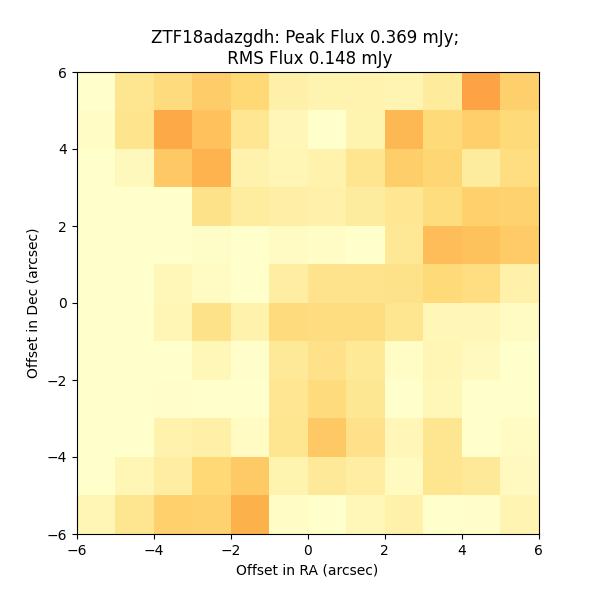 ZTF18adazgdh: Peak Flux 0.369 mJy;
RMS Flux 0.148 mJy
6
4
2
0
−2
−4
−6
Offset in Dec (arcsec)
−6 −4 −2 0 2 4 6
Offset in RA (arcsec)